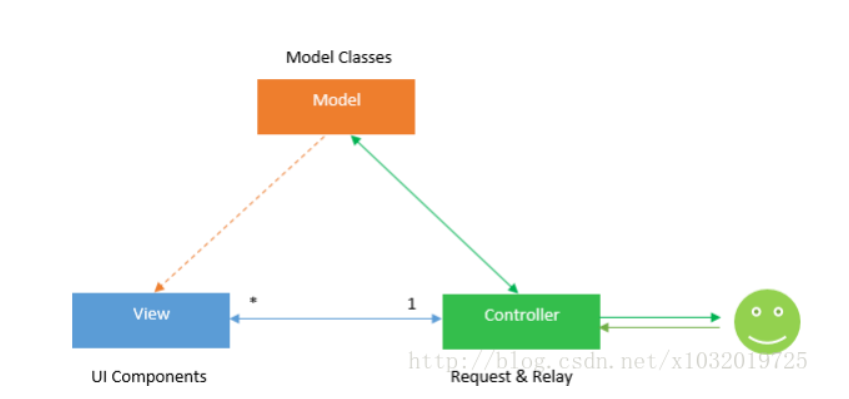 Model Classes
Model
View
*
1
Controller
http://blog.csdn.net/x1032019725
UI Components
Request & Relay